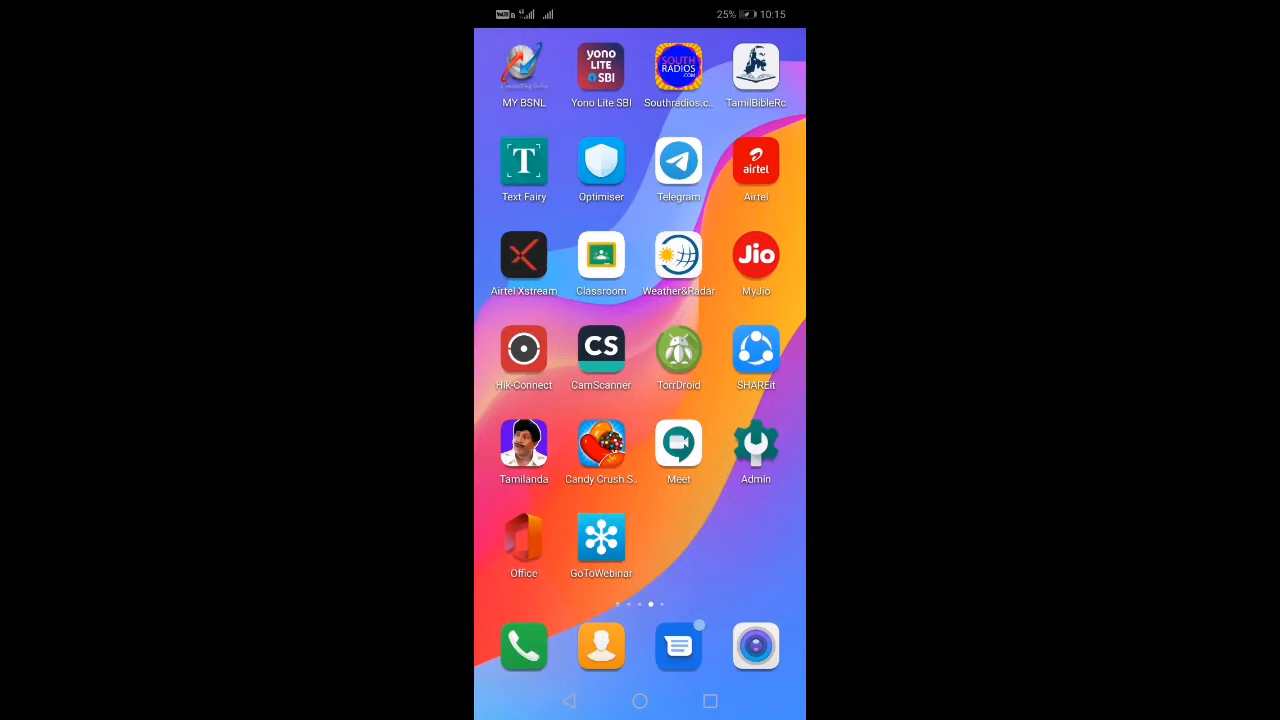 25% 10:15
yono
LITE
SBI
SOUTH
RADIOS
.COM
MY BSNL Yono Lite SBI Southradios.c.. TamilBibleRc
T
airtel
Text Fairy Optimiser Telegram Airtel
Jio
Airtel Xstream Classroom Weather&Radar MyJio
CS
Hik-Connect CamScanner TorrDroid SHAREit
Tamilanda Candy Crush S.. Meet Admin
Office GoToWebinar